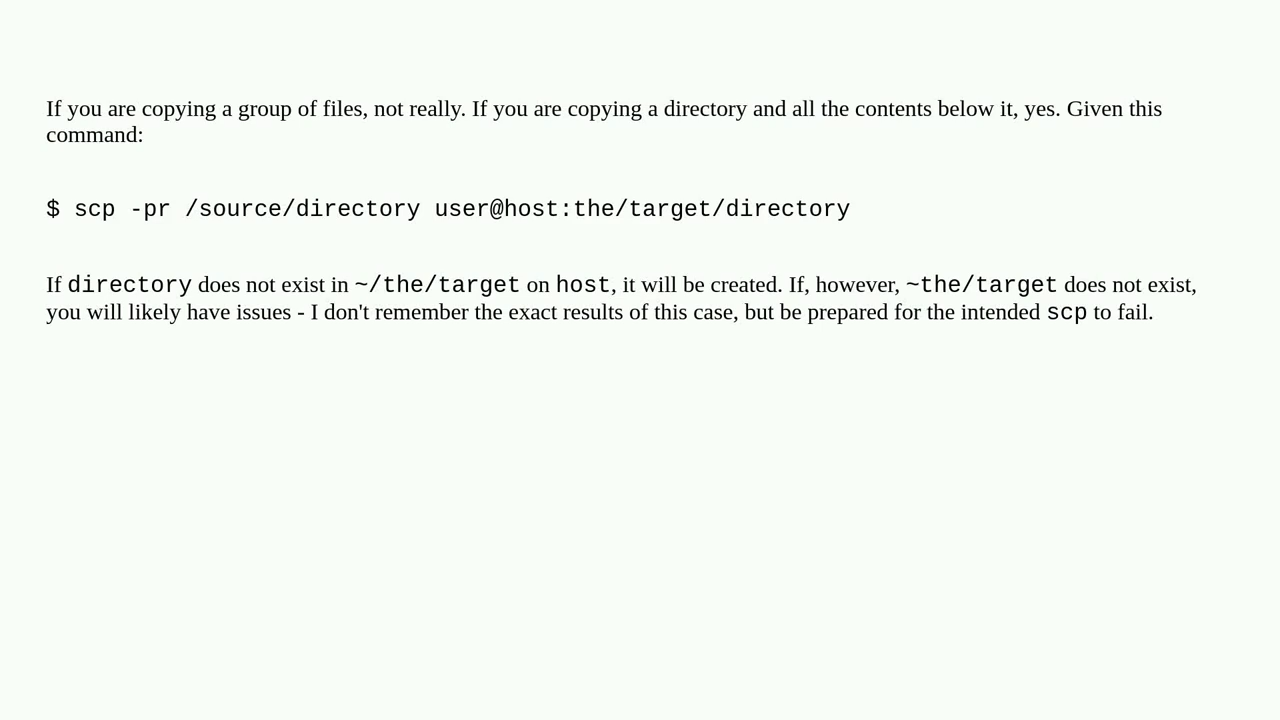 If you are copying a group of files, not really. If you are copying a directory and all the contents below it, yes. Given this
command:
$ scp -pr /source/directory user@host:the/target/directory
If directory does not exist in ~/the/target on host, it will be created. If, however, ~the/target does not exist,
you will likely have issues - I don't remember the exact results of this case, but be prepared for the intended scp to fail.